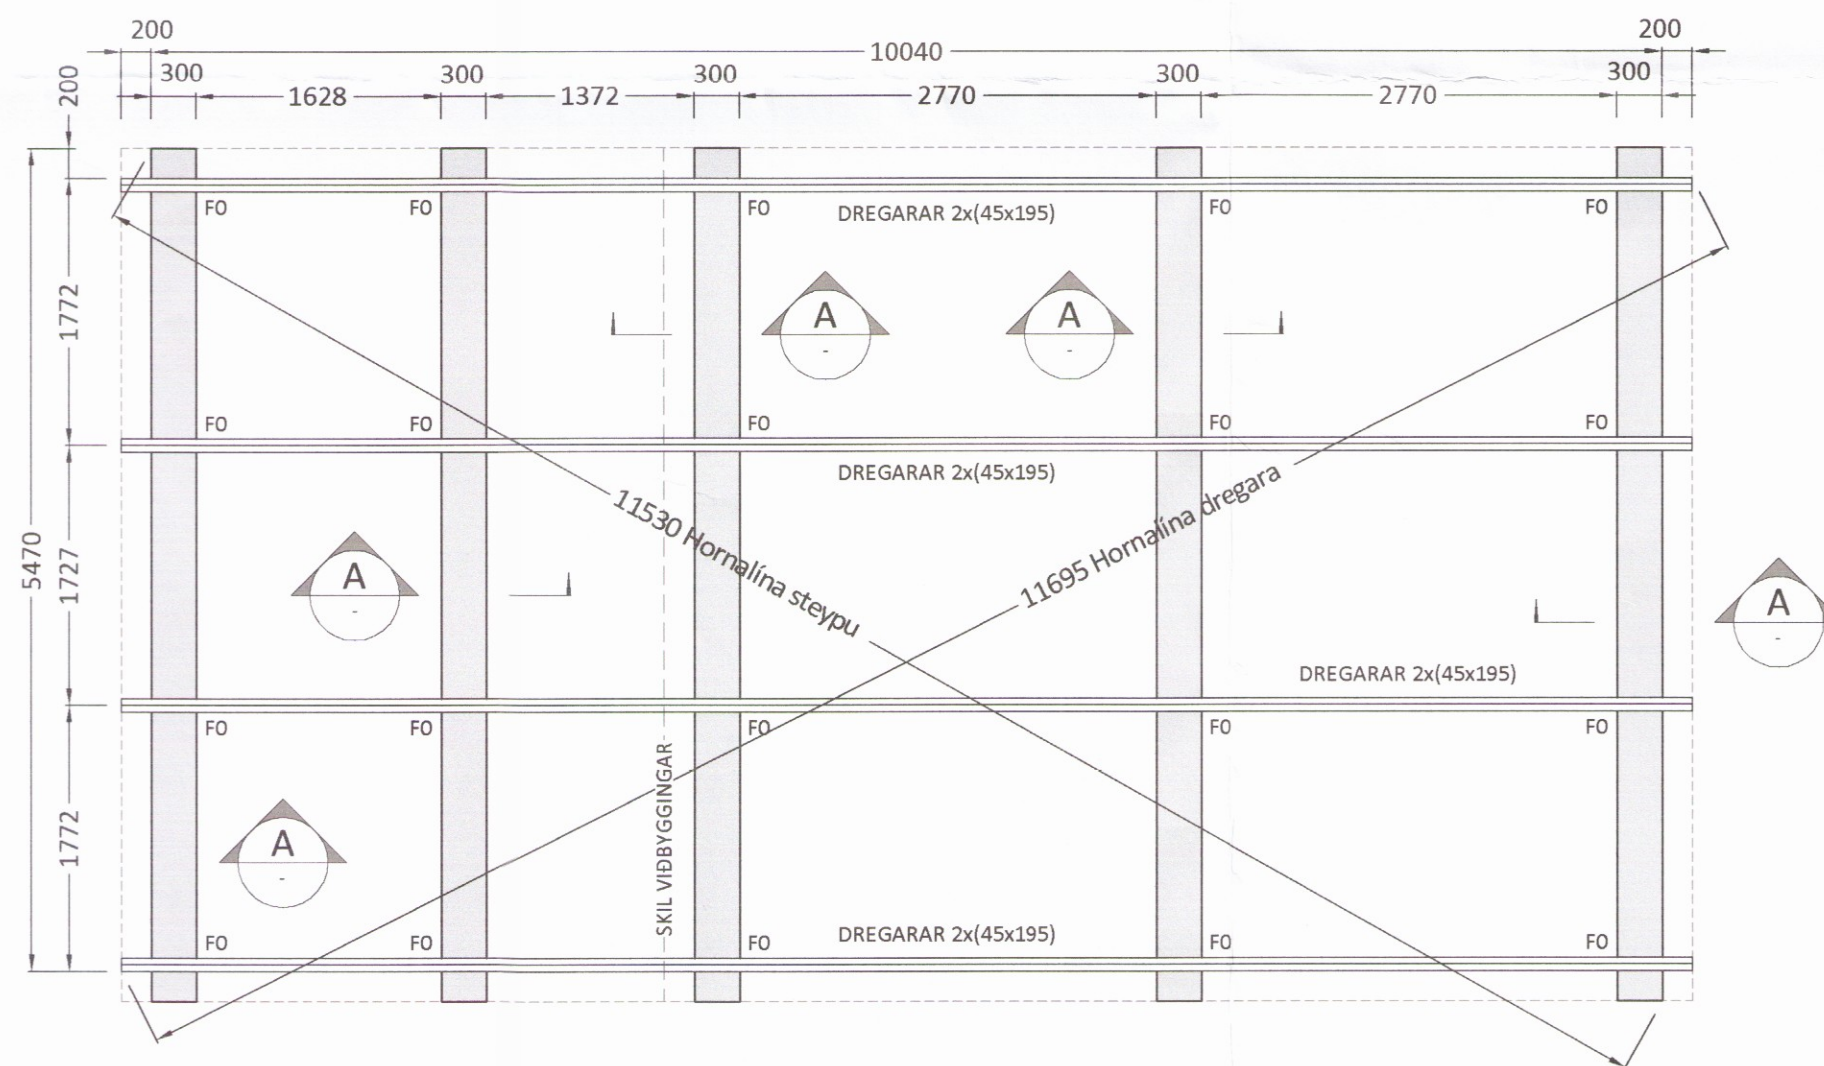 200
10040
200
200
300
300
300
300
300
1628
1372
2770
2770
5470
1772
1727
1772
FO
FO
FO
DREGARAR 2x(45x195)
FO
FO
A
-
A
-
FO
FO
FO
FO
FO
DREGARAR 2x(45x195)
11530 Hornalína steypu
11695 Hornalína dregara
A
-
A
-
DREGARAR 2x(45x195)
FO
FO
FO
FO
FO
SKIL VIÐBYGGINGAR
A
-
FO
FO
FO
DREGARAR 2x(45x195)
FO
FO